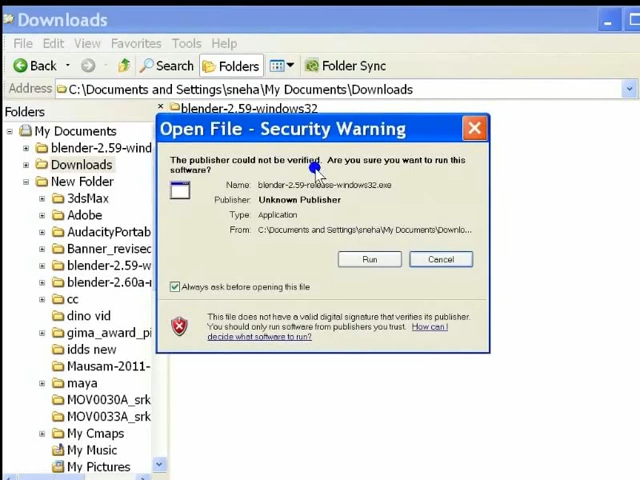 Downloads
File Edit View Favorites Tools Help
Back Search Folders Folder Sync
Address C:\Documents and Settings\sneha\My Documents\Downloads
Folders
My Documents
blender-2.59-wind
Downloads
New Folder
3dsMax
Adobe
AudacityPortab
Banner_revised
blender-2.59-w
blender-2.60a-
cc
dino vid
gima_award_pi
idds new
Mausam-2011-
maya
MOV0030A_srk
MOV0033A_srk
My Cmaps
My Music
My Pictures
blender-2.59-windows32
Open File - Security Warning
The publisher could not be verified. Are you sure you want to run this
software?
Name: blender-2.59-release-windows32.exe
Publisher: Unknown Publisher
Type: Application
From: C:\Documents and Settings\sneha\My Documents\Downlo...
Run Cancel
Always ask before opening this file
This file does not have a valid digital signature that verifies its publisher.
You should only run software from publishers you trust. How can I
decide what software to run?